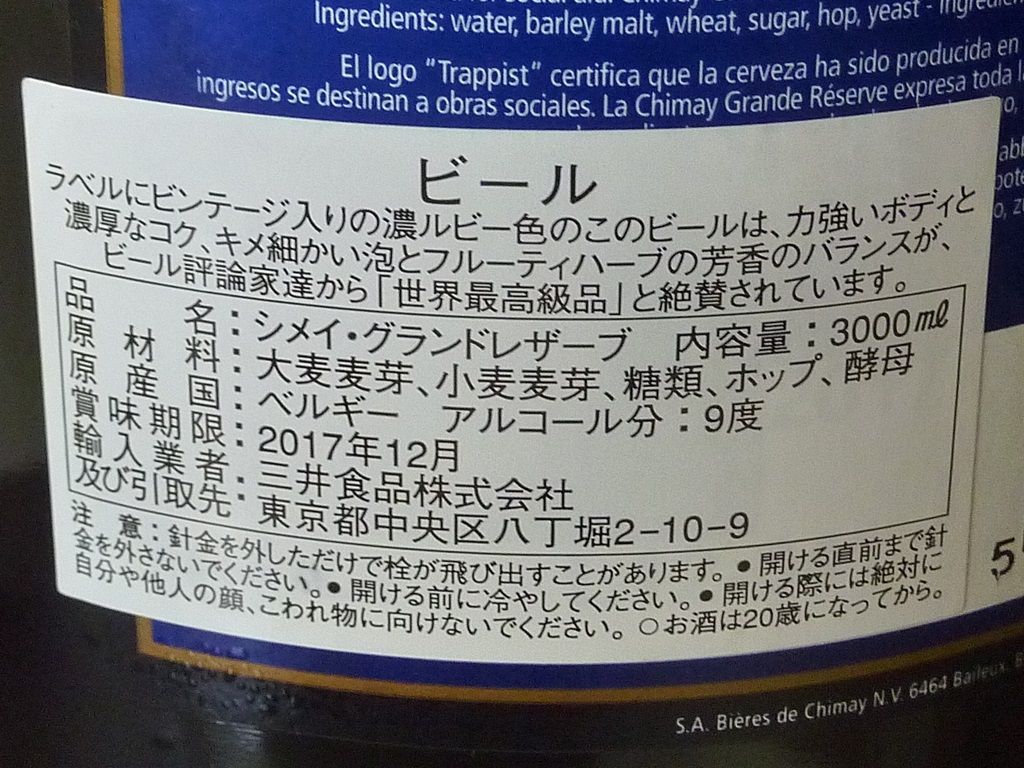 Ingredients: water, barley malt, wheat, sugar, hop, yeast -
El logo "Trappist" certifica que la cerveza ha sido producida en
ingresos se destinan a obras sociales. La Chimay Grande Réserve expresa toda
ビール
ラベルにビンテージ入りの濃ルビー色のこのビールは、力強いボディと
濃厚なコク、キメ細かい泡とフルーティハーブの芳香のバランスが、
ビール評論家達から「世界最高級品」と絶賛されています。
品名：シメイ・グランドレザーブ 内容量：3000㎖
原材料：大麦麦芽、小麦麦芽、糖類、ホップ、酵母
原産国：ベルギー アルコール分：9度
賞味期限：2017年12月
輸入業者：三井食品株式会社
及び引取先：東京都中央区八丁堀2-10-9
注意：針金を外しただけで栓が飛び出すことがあります。●開ける直前まで針
金を外さないでください。●開ける前に冷やしてください。●開ける際には絶対に
自分や他人の顔、こわれ物に向けないでください。○お酒は20歳になってから。
5
S.A. Bières de Chimay N.V. 6464 Baileux